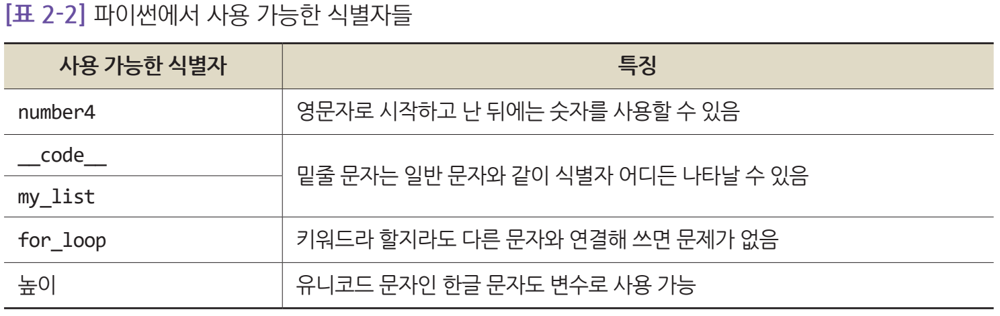 [표 2-2] 파이썬에서 사용 가능한 식별자들
사용 가능한 식별자 특징
number4 영문자로 시작하고 난 뒤에는 숫자를 사용할 수 있음
__code__
밑줄 문자는 일반 문자와 같이 식별자 어디든 나타날 수 있음
my_list
for_loop 키워드라 할지라도 다른 문자와 연결해 쓰면 문제가 없음
높이 유니코드 문자인 한글 문자도 변수로 사용 가능